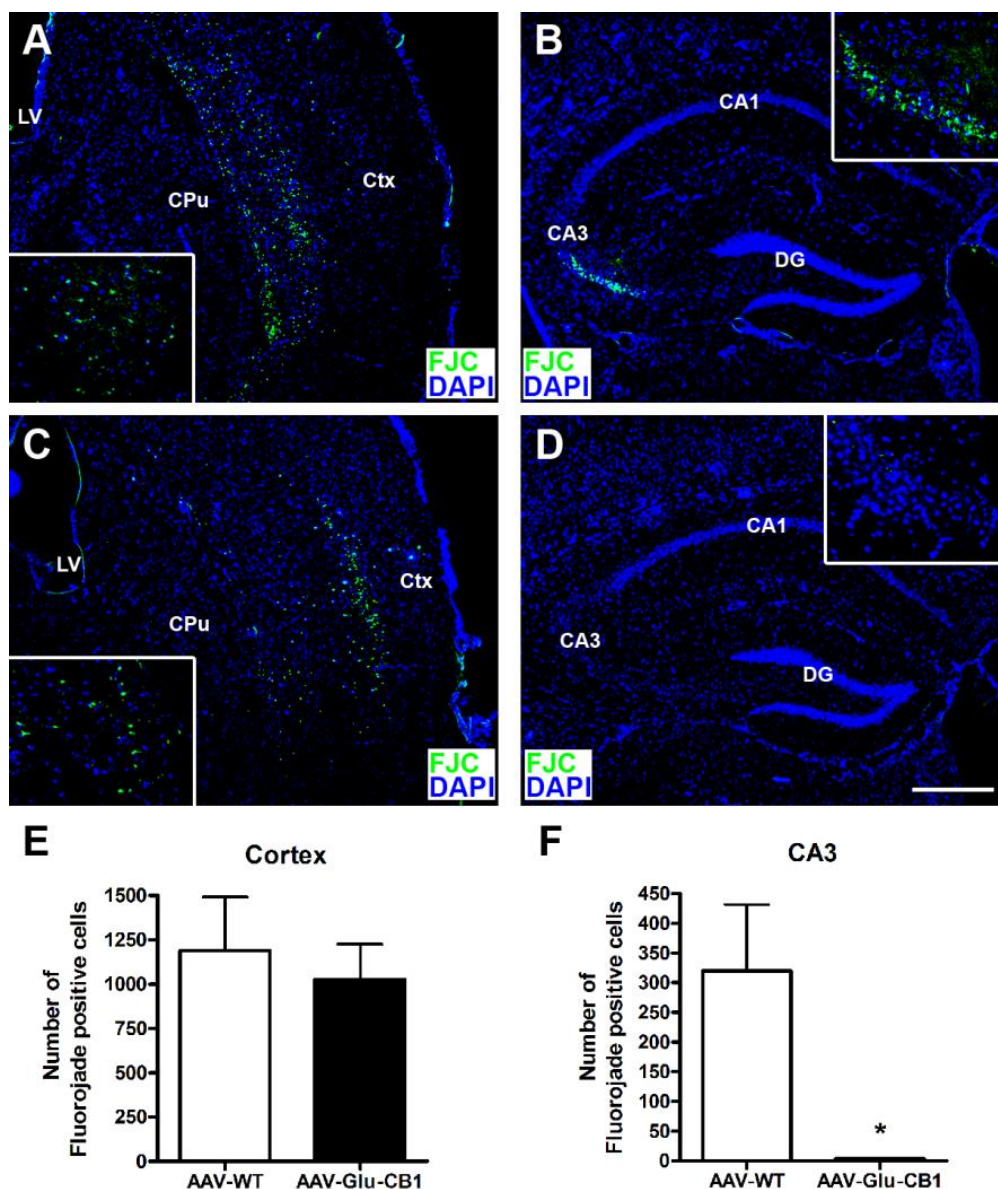 A
LV
CPu
Ctx
FJC
DAPI
B
CA1
CA3
DG
FJC
DAPI
C
LV
CPu
Ctx
FJC
DAPI
D
CA1
CA3
DG
FJC
DAPI
E
Cortex
Number of
Fluorojade positive cells
1500
1250
1000
750
500
250
0
AAV-WT AAV-Glu-CB1
F
CA3
Number of
Fluorojade positive cells
450
400
350
300
250
200
150
100
50
0
*
AAV-WT AAV-Glu-CB1